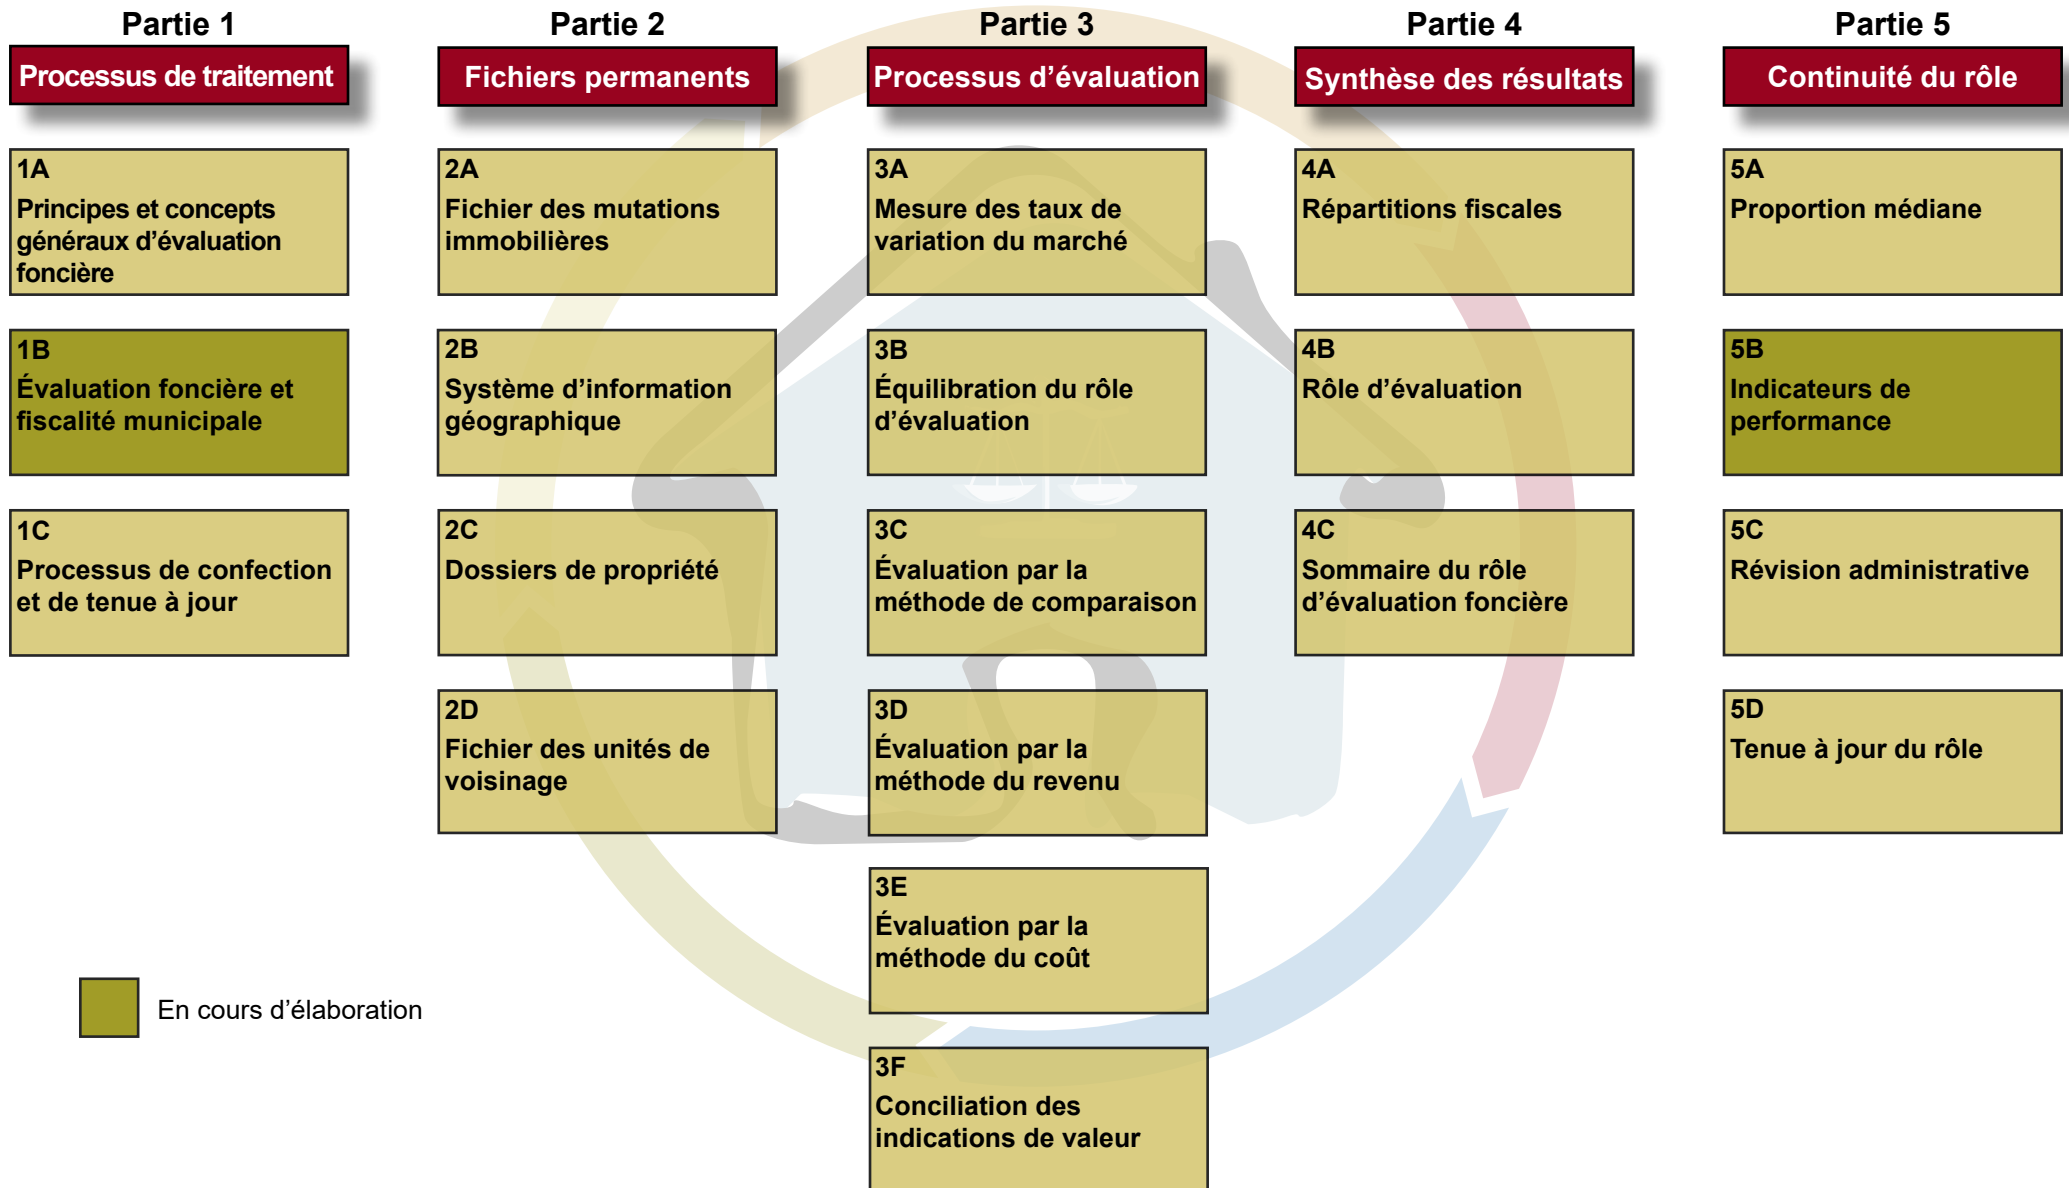 Partie 1
Processus de traitement
1A
Principes et concepts
généraux d’évaluation
foncière
1B
Évaluation foncière et
fiscalité municipale
1C
Processus de confection
et de tenue à jour
Partie 2
Fichiers permanents
2A
Fichier des mutations
immobilières
2B
Système d’information
géographique
2C
Dossiers de propriété
2D
Fichier des unités de
voisinage
Partie 3
Processus d’évaluation
3A
Mesure des taux de
variation du marché
3B
Équilibration du rôle
d’évaluation
3C
Évaluation par la
méthode de comparaison
3D
Évaluation par la
méthode du revenu
3E
Évaluation par la
méthode du coût
3F
Conciliation des
indications de valeur
Partie 4
Synthèse des résultats
4A
Répartitions fiscales
4B
Rôle d’évaluation
4C
Sommaire du rôle
d’évaluation foncière
Partie 5
Continuité du rôle
5A
Proportion médiane
5B
Indicateurs de
performance
5C
Révision administrative
5D
Tenue à jour du rôle
En cours d’élaboration